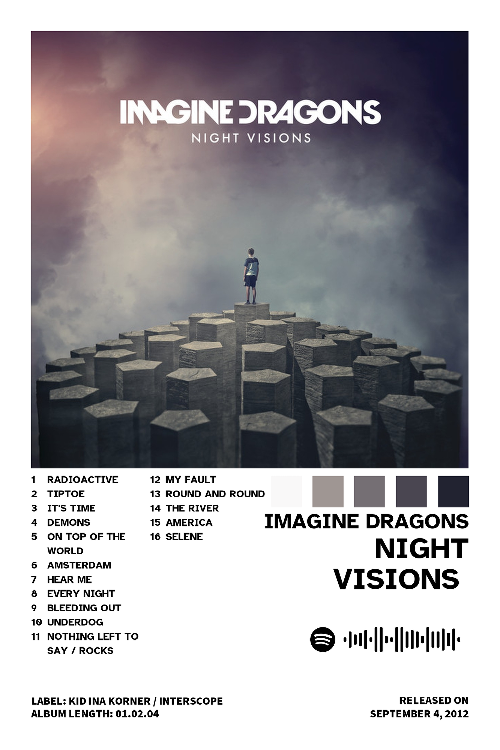 IMAGINE DRAGONS
NIGHT VISIONS
1 RADIOACTIVE
2 TIPTOE
3 IT'S TIME
4 DEMONS
5 ON TOP OF THE
WORLD
6 AMSTERDAM
7 HEAR ME
8 EVERY NIGHT
9 BLEEDING OUT
10 UNDERDOG
11 NOTHING LEFT TO
SAY / ROCKS
12 MY FAULT
13 ROUND AND ROUND
14 THE RIVER
15 AMERICA
16 SELENE
IMAGINE DRAGONS
NIGHT
VISIONS
LABEL: KID INA KORNER / INTERSCOPE
ALBUM LENGTH: 01.02.04
RELEASED ON
SEPTEMBER 4, 2012